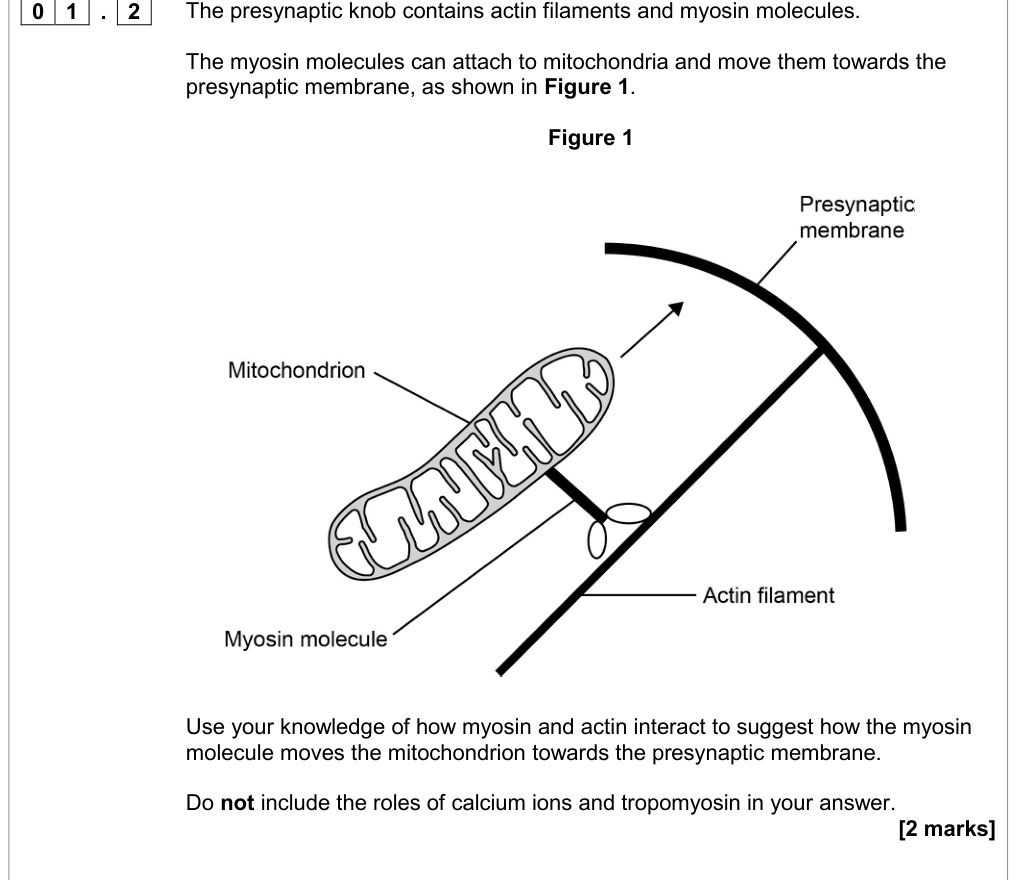 0 1 . 2 The presynaptic knob contains actin filaments and myosin molecules.
The myosin molecules can attach to mitochondria and move them towards the
presynaptic membrane, as shown in Figure 1.
Figure 1
Presynaptic
membrane
Mitochondrion
Actin filament
Myosin molecule
Use your knowledge of how myosin and actin interact to suggest how the myosin
molecule moves the mitochondrion towards the presynaptic membrane.
Do not include the roles of calcium ions and tropomyosin in your answer.
[2 marks]